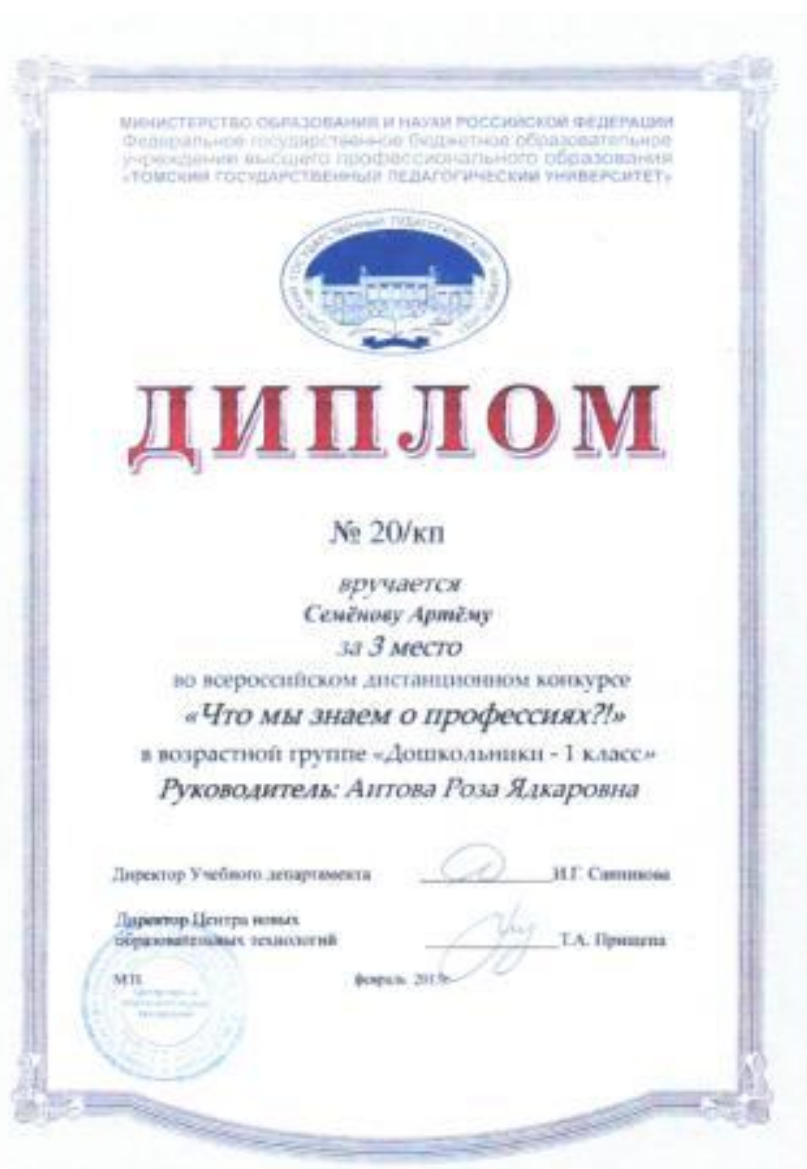 МИНИСТЕРСТВО ОБРАЗОВАНИЯ И НАУКИ РОССИЙСКОЙ ФЕДЕРАЦИИ
Федеральное государственное бюджетное образовательное
учреждение высшего профессионального образования
«ТОМСКИЙ ГОСУДАРСТВЕННЫЙ ПЕДАГОГИЧЕСКИЙ УНИВЕРСИТЕТ»
ДИПЛОМ
№ 20/кп
вручается
Семёнову Артёму
за 3 место
во всероссийском дистанционном конкурсе
«Что мы знаем о профессиях?!»
в возрастной группе «Дошкольники - 1 класс»
Руководитель: Аитова Роза Ядкаровна
Директор Учебного департамента И.Г. Санникова
Директор Центра новых
образовательных технологий Т.А. Прищепа
МП. февраль